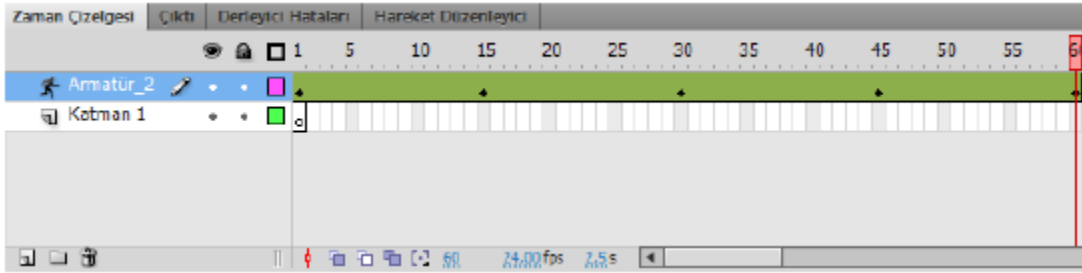 Zaman Çizelgesi Çıktı Derleyici Hataları Hareket Düzenleyici
1 5 10 15 20 25 30 35 40 45 50 55 60
Armatür_2
Katman 1
60 24.00 fps 2.5 s